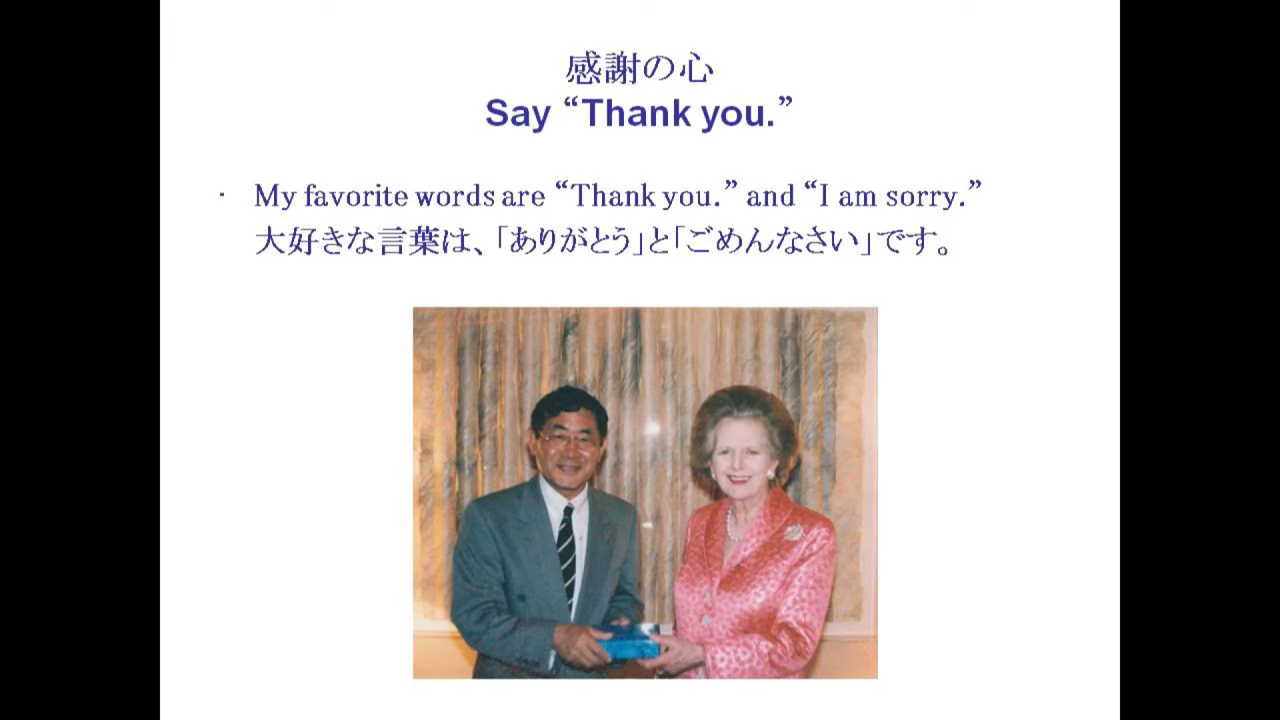 感謝の心
Say “Thank you.”
· My favorite words are “Thank you.” and “I am sorry.”
大好きな言葉は、「ありがとう」と「ごめんなさい」です。